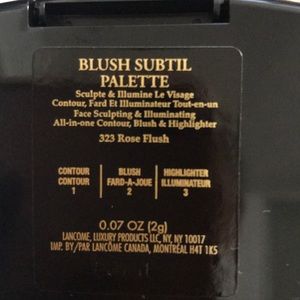 BLUSH SUBTIL
PALETTE
Sculpte & Illumine Le Visage
Contour, Fard Et Illuminateur Tout-en-un
Face Sculpting & Illuminating
All-in-one Contour, Blush & Highlighter
323 Rose Flush
CONTOUR BLUSH HIGHLIGHTER
CONTOUR FARD-A-JOUE ILLUMINATEUR
1 2 3
0.07 OZ (2g)
LANCOME, LUXURY PRODUCTS LLC, NY, NY 10017
IMP. BY/PAR LANCÔME CANADA, MONTRÉAL H4T 1K5